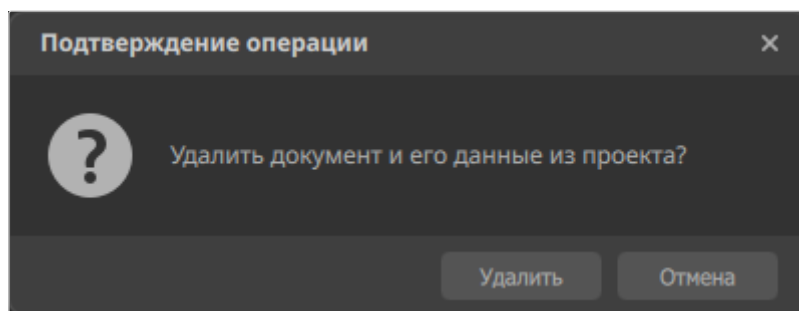 Подтверждение операции
Удалить документ и его данные из проекта?
Удалить Отмена